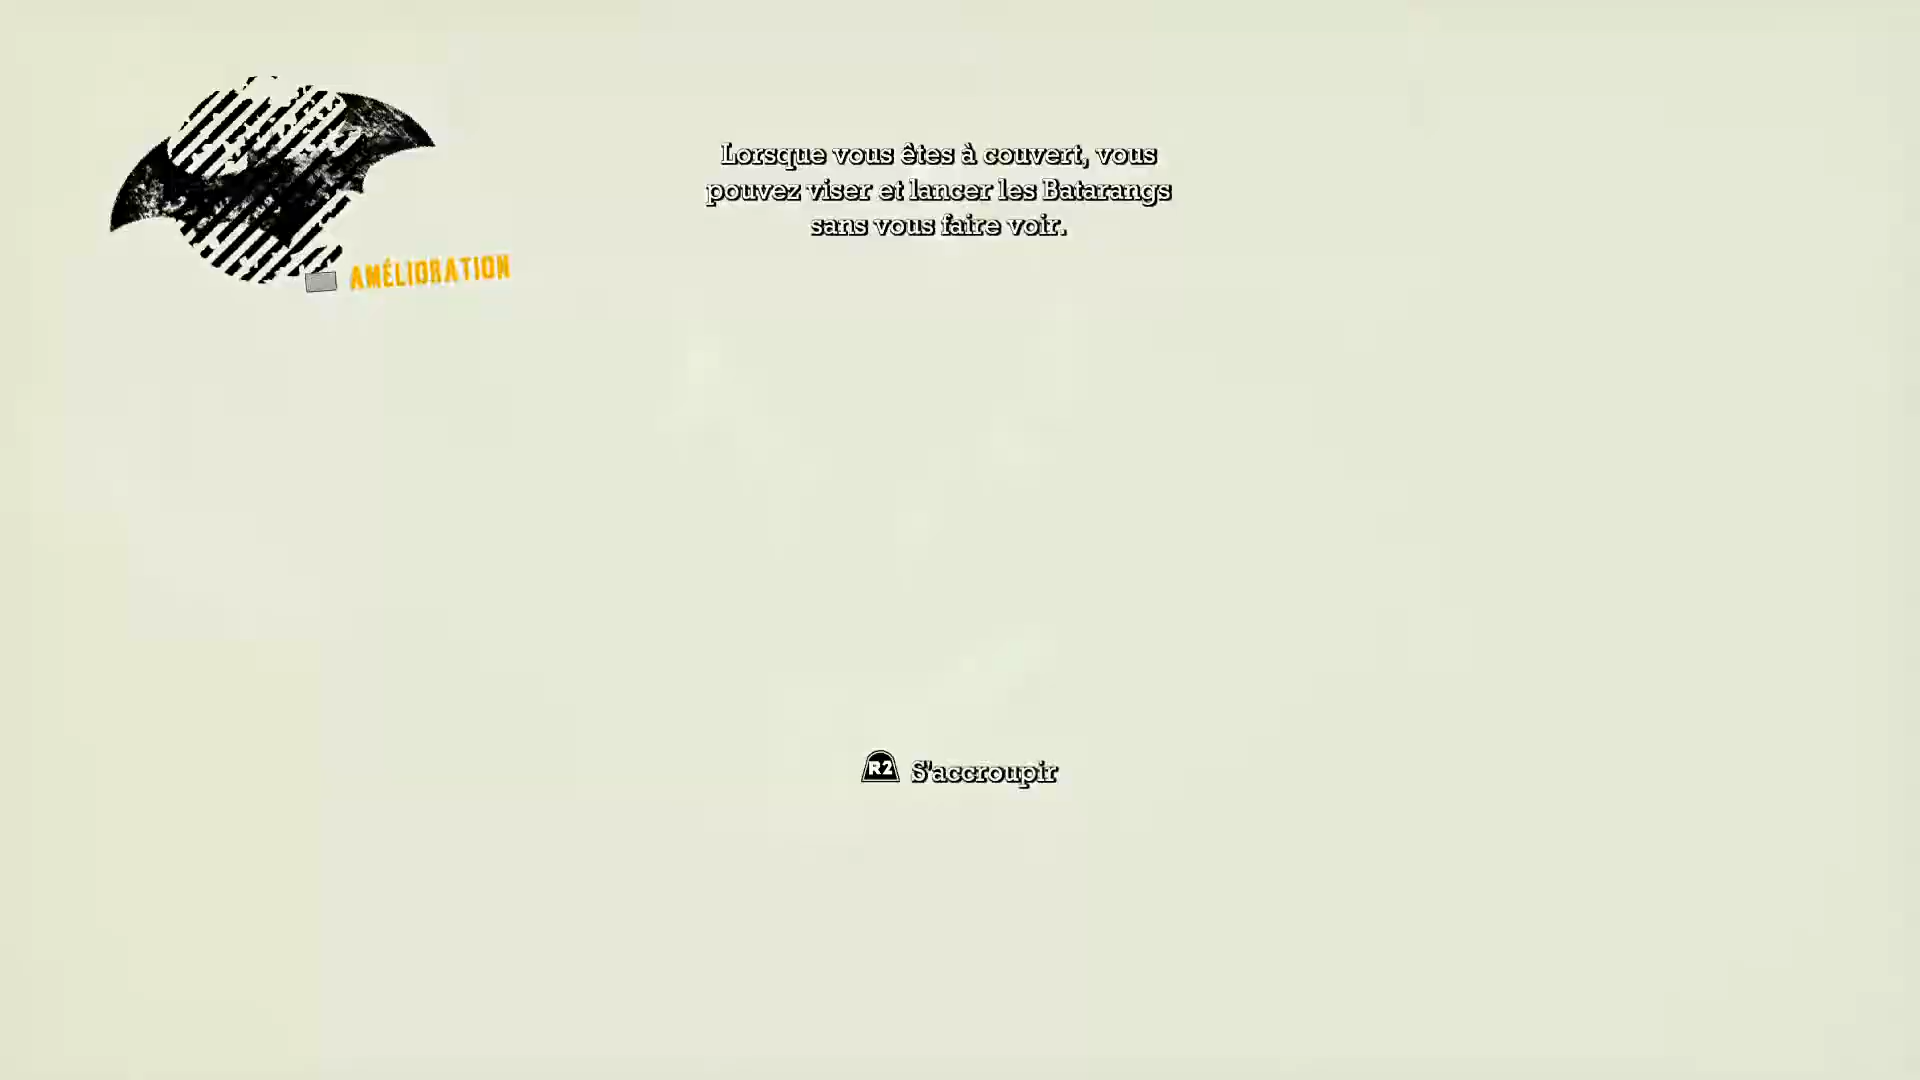 Lorsque vous êtes à couvert, vous
pouvez viser et lancer les Batarangs
sans vous faire voir.
AMÉLIORATION
R2 S'accroupir